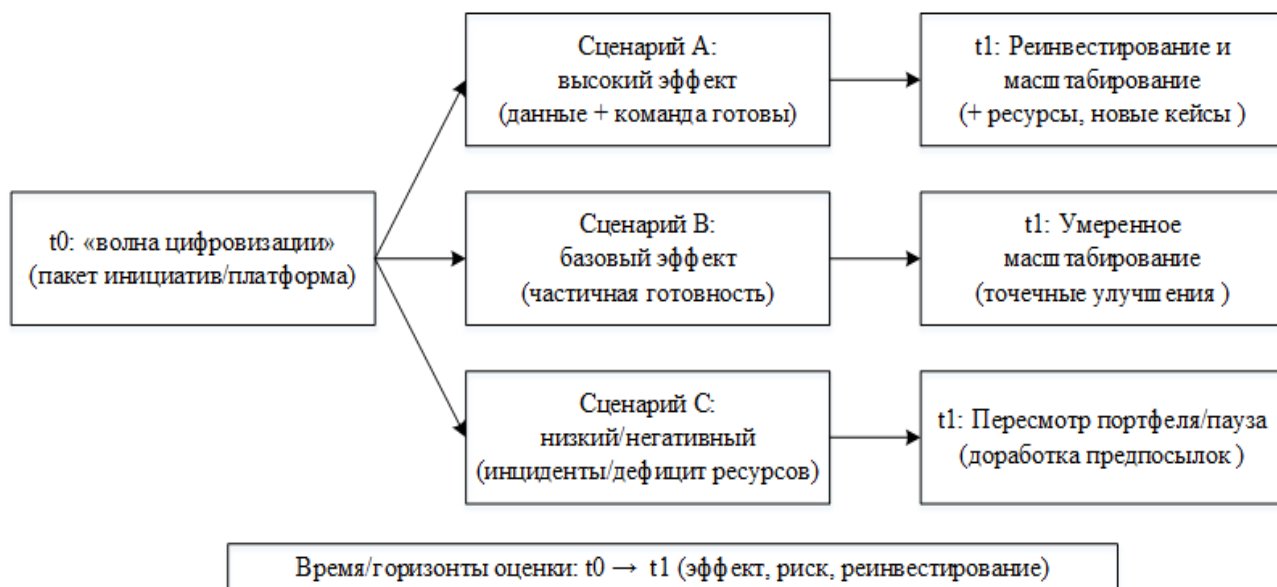 t0: «волна цифровизации»
(пакет инициатив/платформа)
Сценарий A:
высокий эффект
(данные + команда готовы)
t1: Реинвестирование и
масштабирование
(+ ресурсы, новые кейсы )
Сценарий B:
базовый эффект
(частичная готовность)
t1: Умеренное
масштабирование
(точечные улучшения )
Сценарий C:
низкий/негативный
(инциденты/дефицит ресурсов)
t1: Пересмотр портфеля/пауза
(доработка предпосылок )
Время/горизонты оценки: t0 → t1 (эффект, риск, реинвестирование)